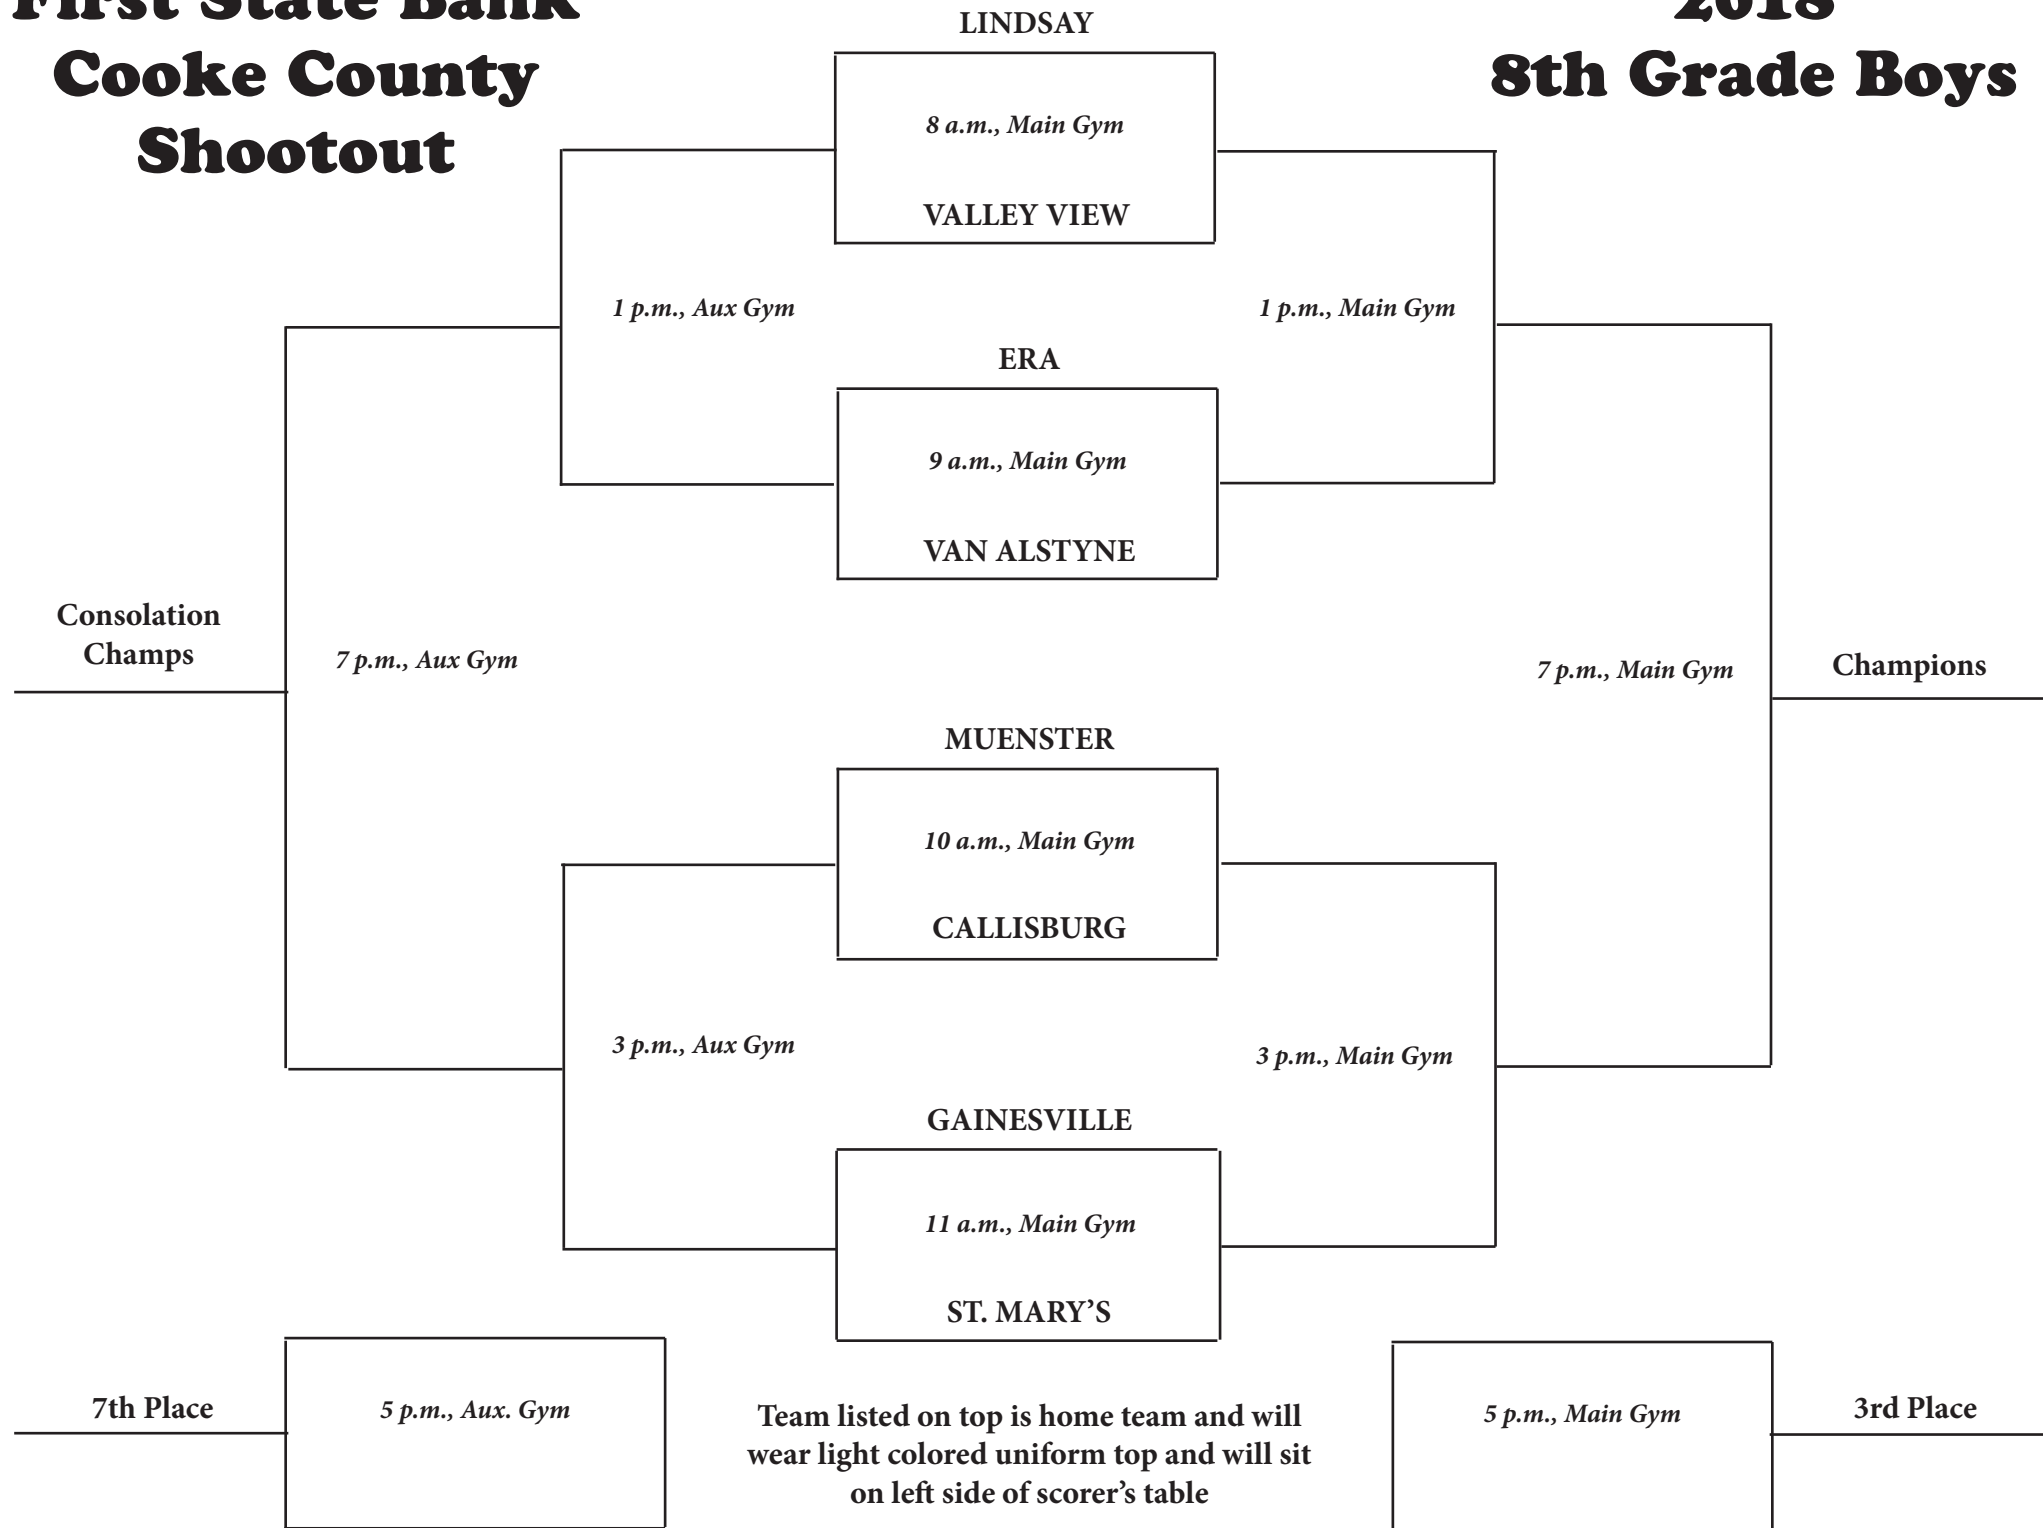 First State Bank
Cooke County
Shootout
2018
8th Grade Boys
LINDSAY
8 a.m., Main Gym
VALLEY VIEW
1 p.m., Aux Gym
1 p.m., Main Gym
ERA
9 a.m., Main Gym
VAN ALSTYNE
Consolation
Champs
7 p.m., Aux Gym
7 p.m., Main Gym
Champions
MUENSTER
10 a.m., Main Gym
CALLISBURG
3 p.m., Aux Gym
3 p.m., Main Gym
GAINESVILLE
11 a.m., Main Gym
ST. MARY’S
7th Place
5 p.m., Aux. Gym
Team listed on top is home team and will
wear light colored uniform top and will sit
on left side of scorer’s table
5 p.m., Main Gym
3rd Place